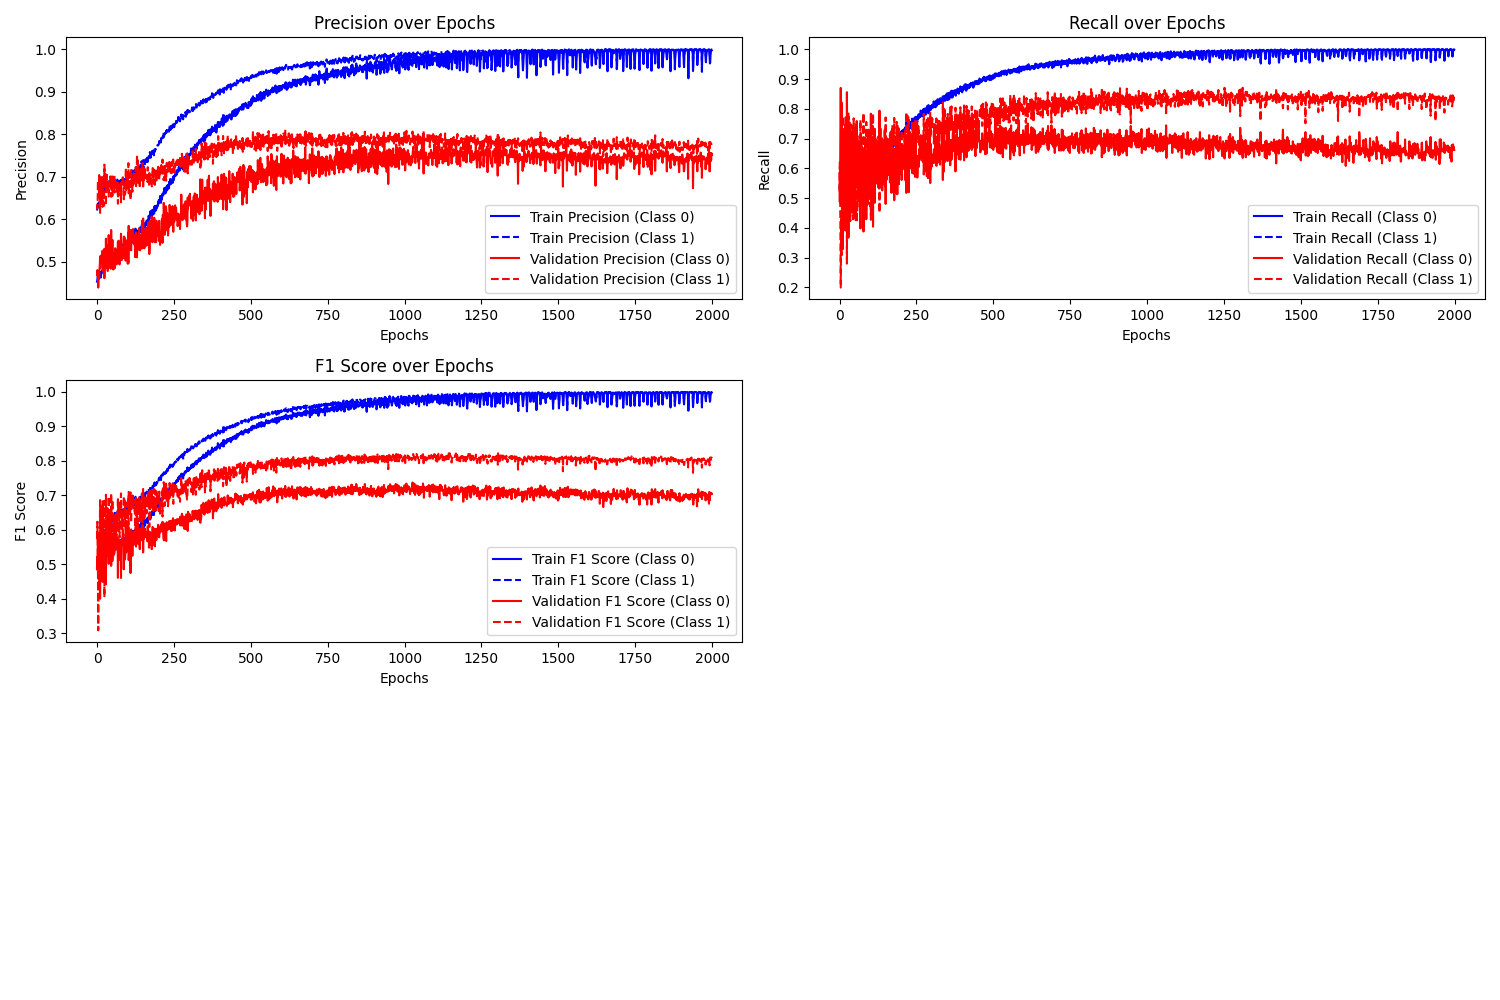 Precision over Epochs
1.0
0.9
0.8
0.7
0.6
0.5
Precision
Train Precision (Class 0)
Train Precision (Class 1)
Validation Precision (Class 0)
Validation Precision (Class 1)
0 250 500 750 1000 1250 1500 1750 2000
Epochs
Recall over Epochs
1.0
0.9
0.8
0.7
0.6
0.5
0.4
0.3
0.2
Recall
Train Recall (Class 0)
Train Recall (Class 1)
Validation Recall (Class 0)
Validation Recall (Class 1)
0 250 500 750 1000 1250 1500 1750 2000
Epochs
F1 Score over Epochs
1.0
0.9
0.8
0.7
0.6
0.5
0.4
0.3
F1 Score
Train F1 Score (Class 0)
Train F1 Score (Class 1)
Validation F1 Score (Class 0)
Validation F1 Score (Class 1)
0 250 500 750 1000 1250 1500 1750 2000
Epochs